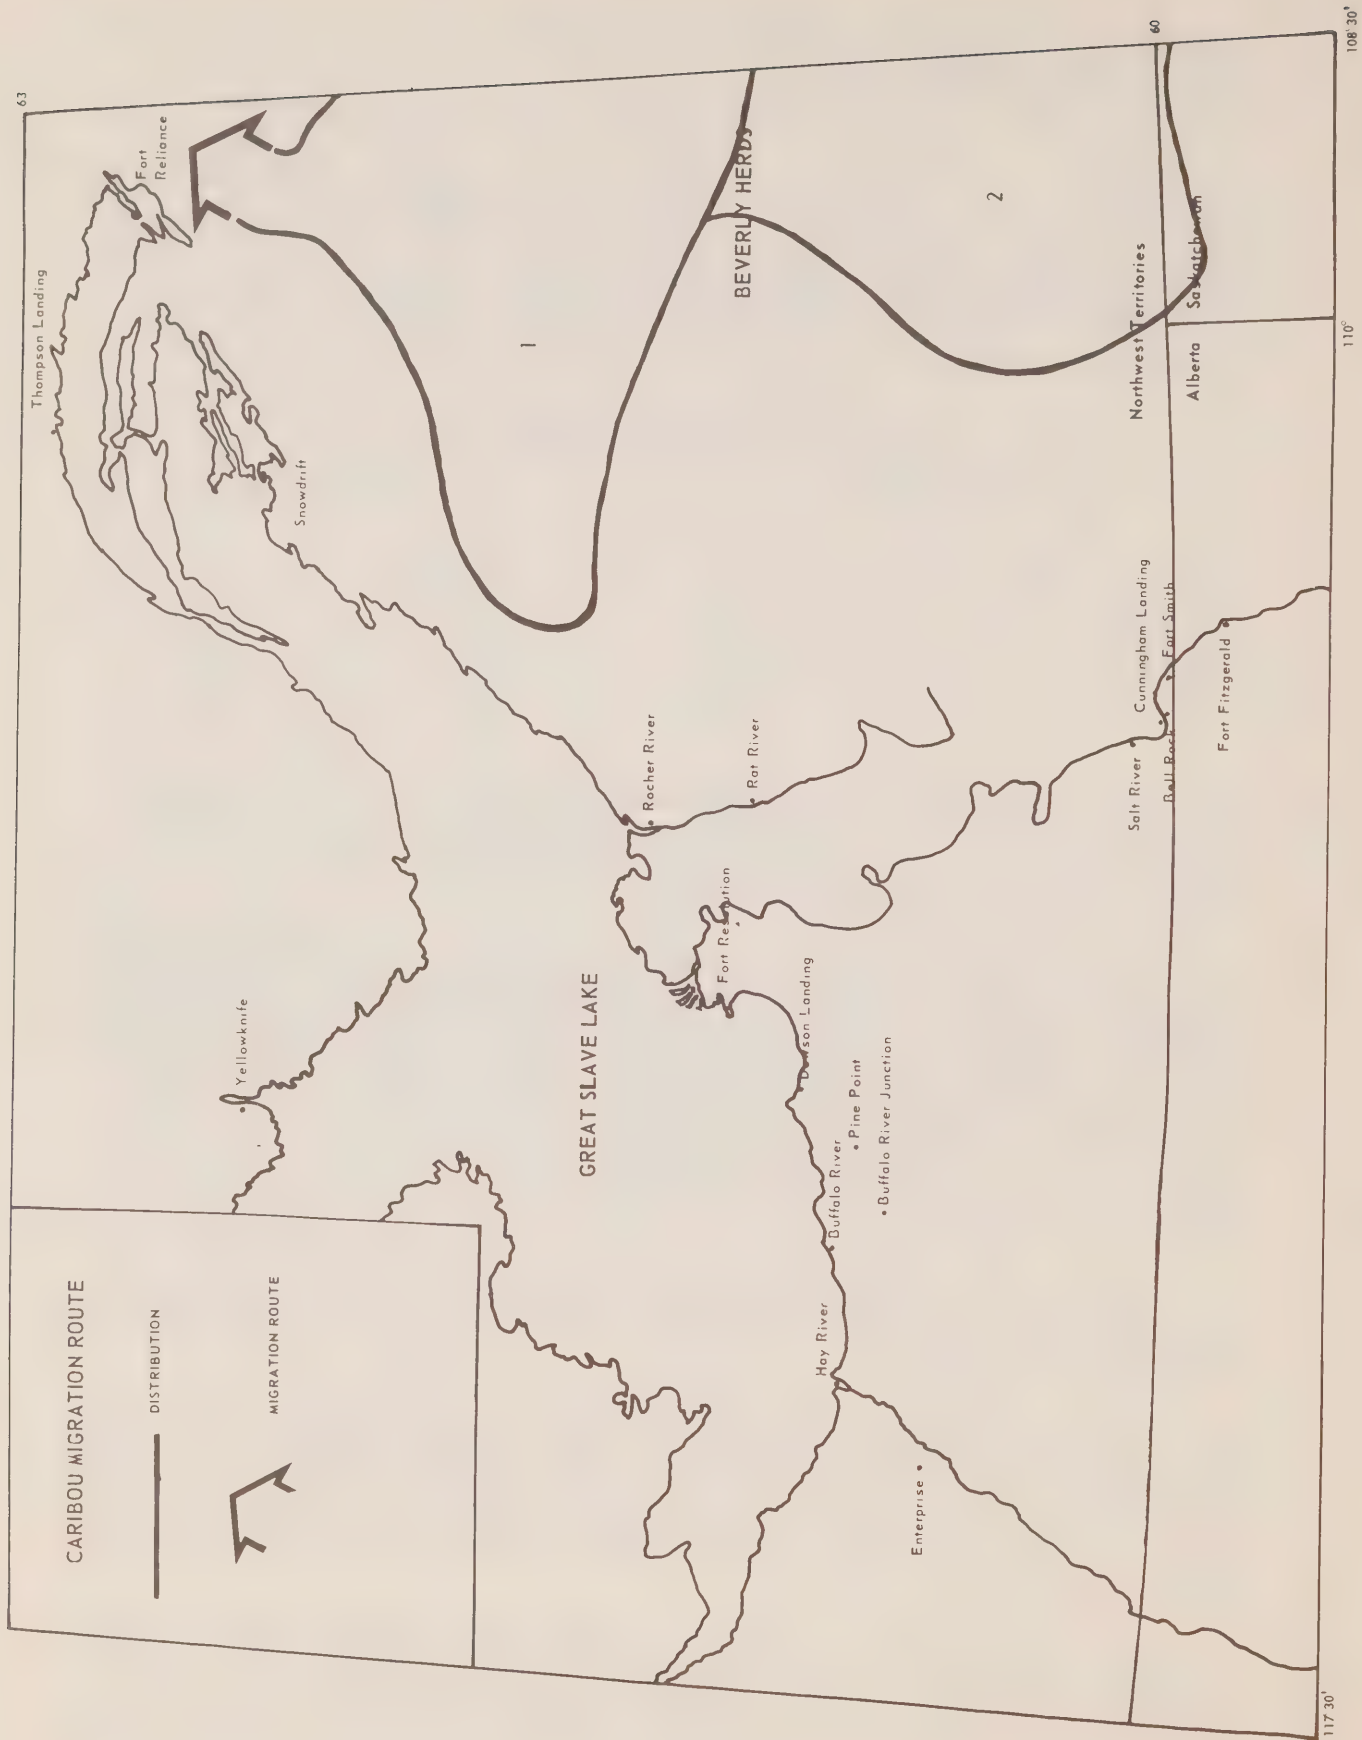 CARIBOU MIGRATION ROUTE
DISTRIBUTION
MIGRATION ROUTE
63
Thompson Landing
Fort
Reliance
Yellowknife
Snowdrift
1
GREAT SLAVE LAKE
BEVERLY HERDS
2
Rocher River
Rat River
Fort Resolution
Dawson Landing
Pine Point
Buffalo River
Buffalo River Junction
Hay River
Enterprise
Salt River
Cunningham Landing
Bell Rock
Fort Smith
Fort Fitzgerald
Northwest Territories
60
Alberta
Saskatchewan
117 30'
110°
108 30'